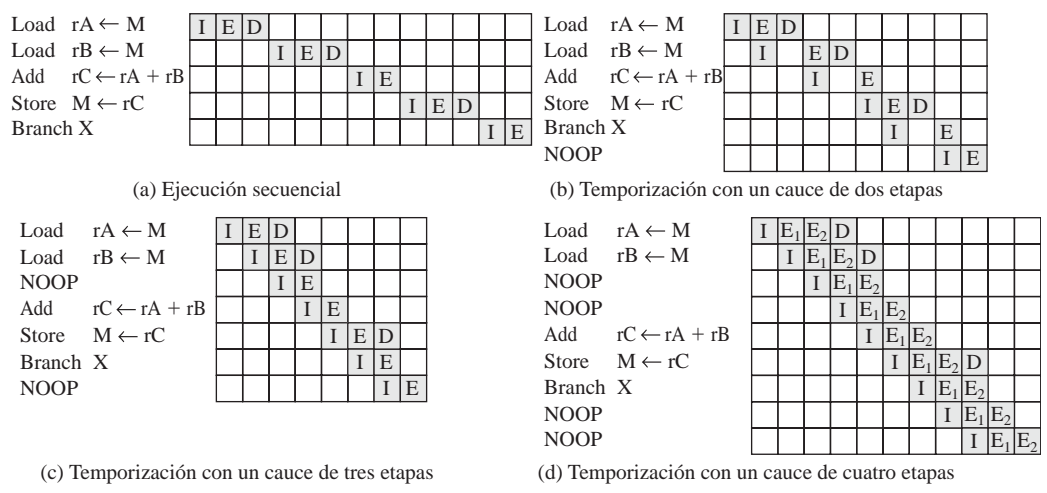 Load rA ← M I E D
Load rB ← M I E D
Add rC ← rA + rB I E
Store M ← rC I E D
Branch X I E
(a) Ejecución secuencial
Load rA ← M I E D
Load rB ← M I E D
Add rC ← rA + rB I E
Store M ← rC I E D
Branch X I E
NOOP I E
(b) Temporización con un cauce de dos etapas
Load rA ← M I E D
Load rB ← M I E D
NOOP I E
Add rC ← rA + rB I E
Store M ← rC I E D
Branch X I E
NOOP I E
(c) Temporización con un cauce de tres etapas
Load rA ← M I E₁ E₂ D
Load rB ← M I E₁ E₂ D
NOOP I E₁ E₂
NOOP I E₁ E₂
Add rC ← rA + rB I E₁ E₂
Store M ← rC I E₁ E₂ D
Branch X I E₁ E₂
NOOP I E₁ E₂
NOOP I E₁ E₂
(d) Temporización con un cauce de cuatro etapas